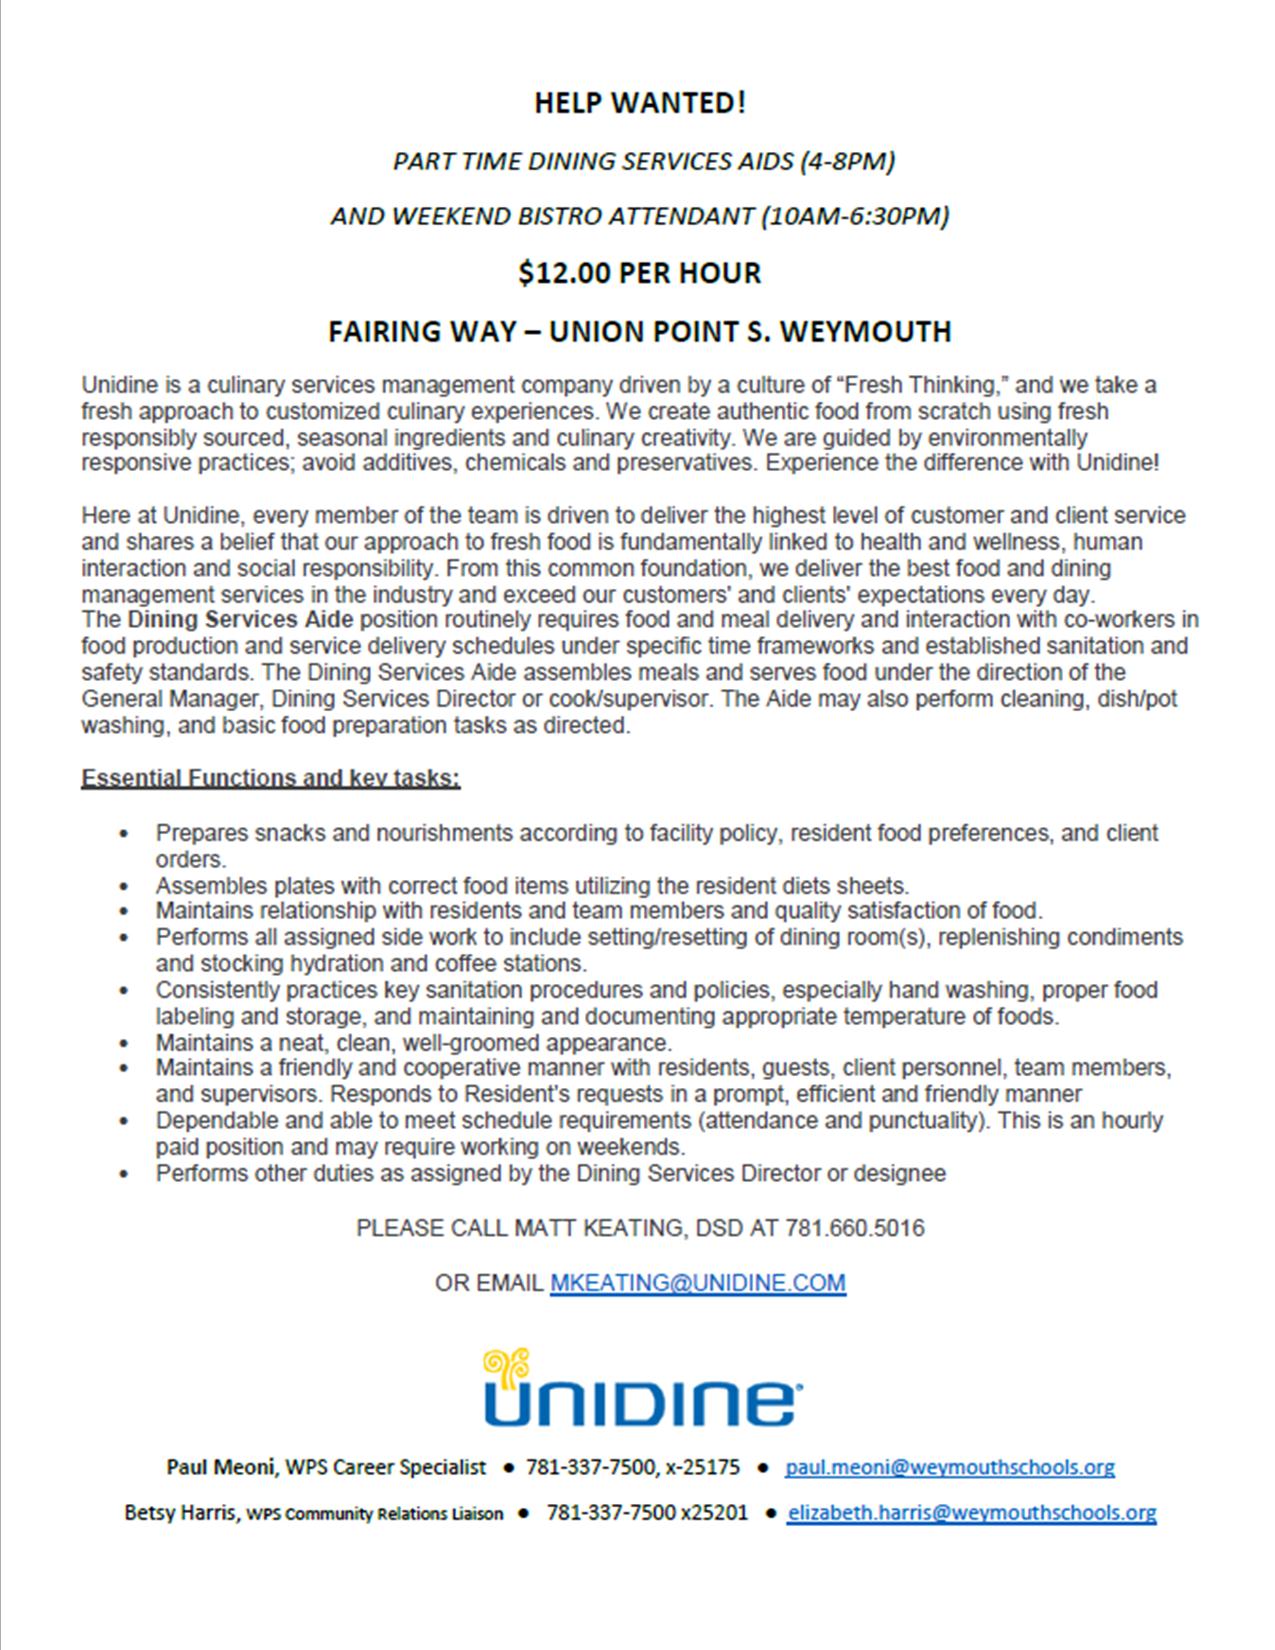 HELP WANTED!
PART TIME DINING SERVICES AIDS (4-8PM)
AND WEEKEND BISTRO ATTENDANT (10AM-6:30PM)
$12.00 PER HOUR
FAIRING WAY – UNION POINT S. WEYMOUTH
Unidine is a culinary services management company driven by a culture of “Fresh Thinking,” and we take a
fresh approach to customized culinary experiences. We create authentic food from scratch using fresh
responsibly sourced, seasonal ingredients and culinary creativity. We are guided by environmentally
responsive practices; avoid additives, chemicals and preservatives. Experience the difference with Unidine!
Here at Unidine, every member of the team is driven to deliver the highest level of customer and client service
and shares a belief that our approach to fresh food is fundamentally linked to health and wellness, human
interaction and social responsibility. From this common foundation, we deliver the best food and dining
management services in the industry and exceed our customers' and clients' expectations every day.
The Dining Services Aide position routinely requires food and meal delivery and interaction with co-workers in
food production and service delivery schedules under specific time frameworks and established sanitation and
safety standards. The Dining Services Aide assembles meals and serves food under the direction of the
General Manager, Dining Services Director or cook/supervisor. The Aide may also perform cleaning, dish/pot
washing, and basic food preparation tasks as directed.
Essential Functions and key tasks:
• Prepares snacks and nourishments according to facility policy, resident food preferences, and client
orders.
• Assembles plates with correct food items utilizing the resident diets sheets.
• Maintains relationship with residents and team members and quality satisfaction of food.
• Performs all assigned side work to include setting/resetting of dining room(s), replenishing condiments
and stocking hydration and coffee stations.
• Consistently practices key sanitation procedures and policies, especially hand washing, proper food
labeling and storage, and maintaining and documenting appropriate temperature of foods.
• Maintains a neat, clean, well-groomed appearance.
• Maintains a friendly and cooperative manner with residents, guests, client personnel, team members,
and supervisors. Responds to Resident's requests in a prompt, efficient and friendly manner
• Dependable and able to meet schedule requirements (attendance and punctuality). This is an hourly
paid position and may require working on weekends.
• Performs other duties as assigned by the Dining Services Director or designee
PLEASE CALL MATT KEATING, DSD AT 781.660.5016
OR EMAIL MKEATING@UNIDINE.COM
UNIDINE
Paul Meoni, WPS Career Specialist ● 781-337-7500, x-25175 ● paul.meoni@weymouthschools.org
Betsy Harris, WPS Community Relations Liaison ● 781-337-7500 x25201 ● elizabeth.harris@weymouthschools.org